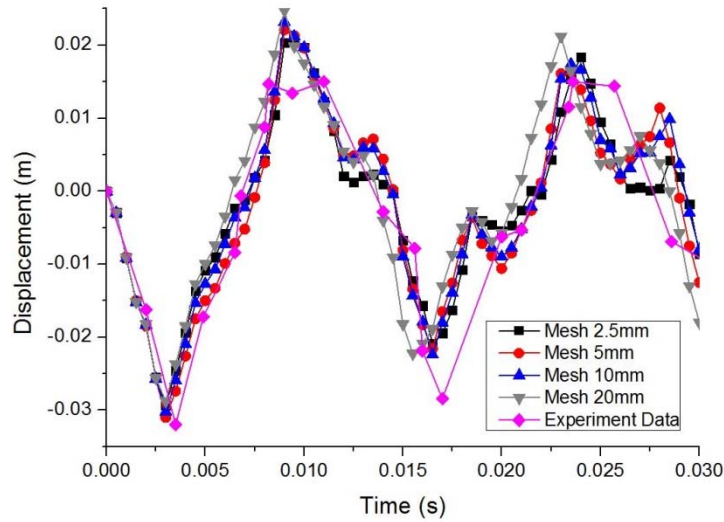 0.02
0.01
0.00
-0.01
-0.02
-0.03
Displacement (m)
Mesh 2.5mm
Mesh 5mm
Mesh 10mm
Mesh 20mm
Experiment Data
0.000 0.005 0.010 0.015 0.020 0.025 0.030
Time (s)